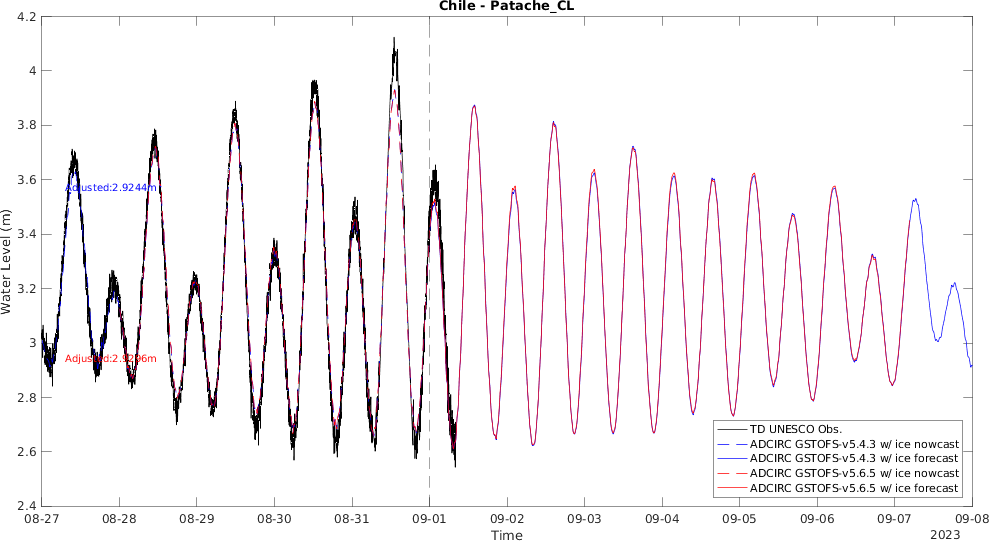 Chile - Patache_CL
4.2
4
3.8
3.6
3.4
3.2
3
2.8
2.6
2.4
Water Level (m)
Adjusted:2.9244m
Adjusted:2.9296m
TD UNESCO Obs.
ADCIRC GSTOFS-v5.4.3 w/ ice nowcast
ADCIRC GSTOFS-v5.4.3 w/ ice forecast
ADCIRC GSTOFS-v5.6.5 w/ ice nowcast
ADCIRC GSTOFS-v5.6.5 w/ ice forecast
08-27 08-28 08-29 08-30 08-31 09-01 09-02 09-03 09-04 09-05 09-06 09-07 09-08
Time
2023